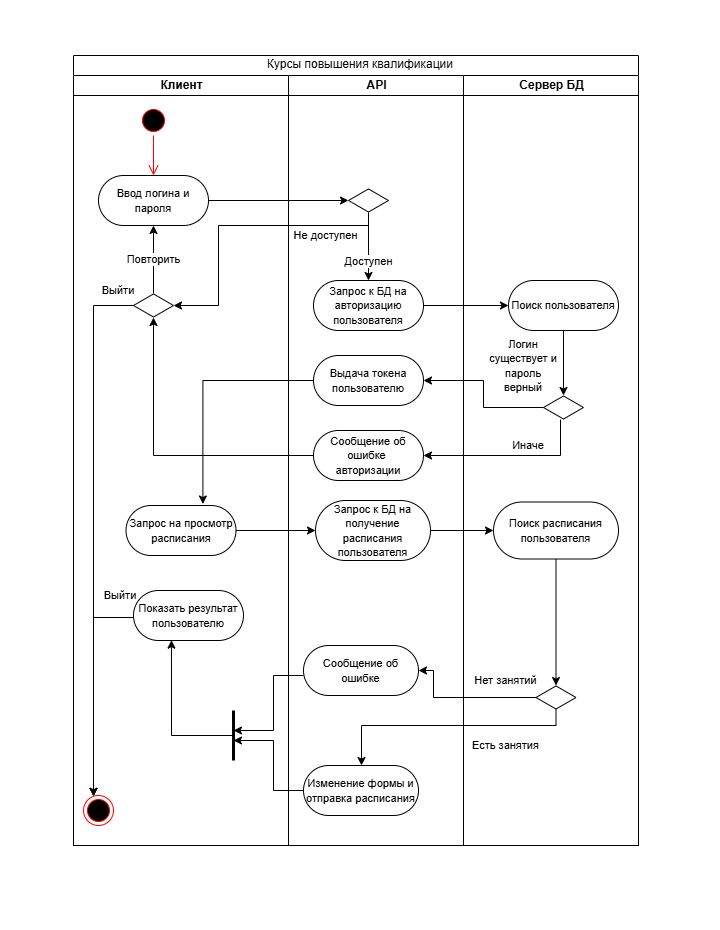 Курсы повышения квалификации
Клиент
API
Сервер БД
Ввод логина и
пароля
Не доступен
Повторить
Доступен
Выйти
Запрос к БД на
авторизацию
пользователя
Поиск пользователя
Логин
существует и
пароль
верный
Выдача токена
пользователю
Сообщение об
ошибке
авторизации
Иначе
Запрос на просмотр
расписания
Запрос к БД на
получение
расписания
пользователя
Поиск расписания
пользователя
Выйти
Показать результат
пользователю
Сообщение об
ошибке
Нет занятий
Есть занятия
Изменение формы и
отправка расписания